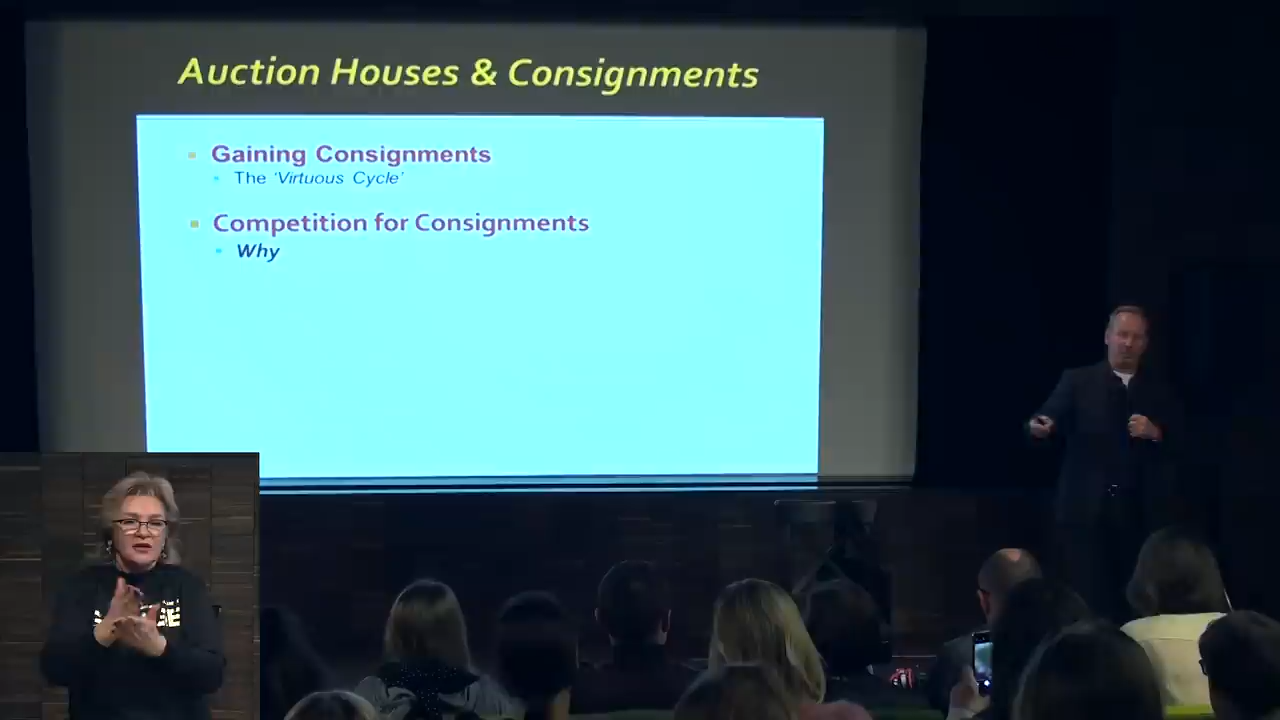 Auction Houses & Consignments
Gaining Consignments
The ‘Virtuous Cycle’
Competition for Consignments
Why